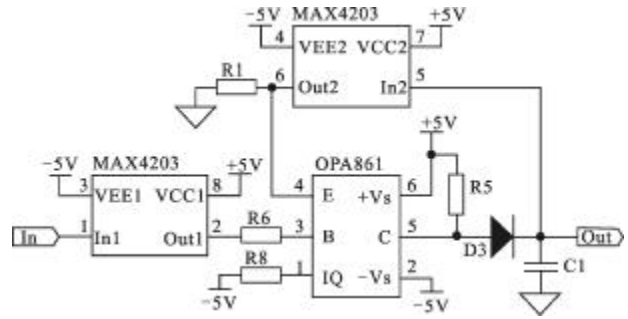 −5V MAX4203 +5V
4 VEE2 VCC2 7
R1 6 Out2 In2 5
+5V
−5V MAX4203 +5V OPA861
3 VEE1 VCC1 8 4 E +Vs 6 R5
In 1 In1 Out1 2 R6 3 B C 5 Out
D3
R8 1 IQ −Vs 2 C1
−5V −5V